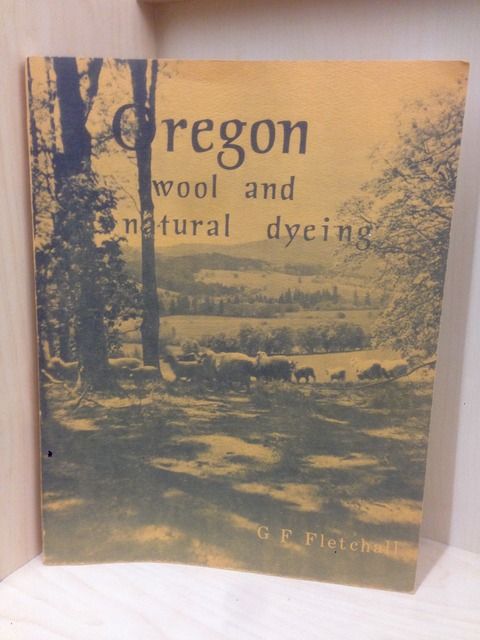 Oregon
wool and
natural dyeing
G F Fletchall